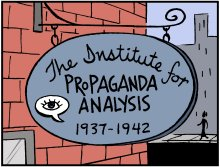 The Institute for
PROPAGANDA
ANALYSIS
1937-1942